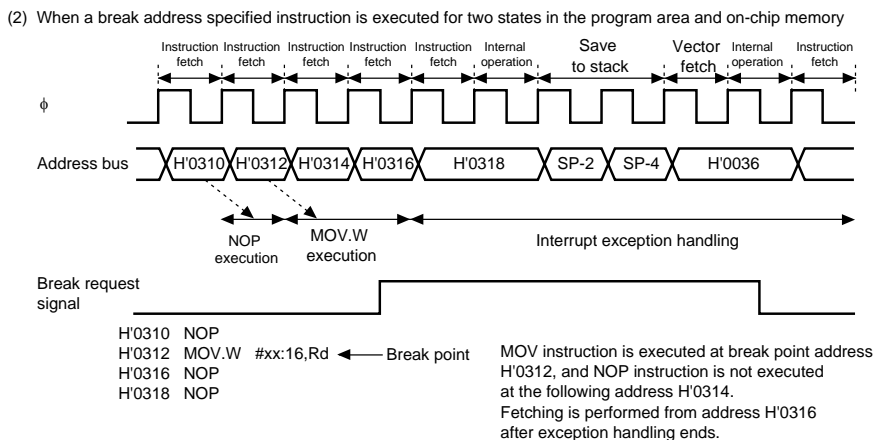 (2) When a break address specified instruction is executed for two states in the program area and on-chip memory
Instruction fetch
Instruction fetch
Instruction fetch
Instruction fetch
Instruction fetch
Internal operation
Save to stack
Vector fetch
Internal operation
Instruction fetch
ϕ
Address bus
H'0310
H'0312
H'0314
H'0316
H'0318
SP-2
SP-4
H'0036
NOP execution
MOV.W execution
Interrupt exception handling
Break request signal
H'0310 NOP
H'0312 MOV.W #xx:16,Rd
Break point
H'0316 NOP
H'0318 NOP
MOV instruction is executed at break point address
H'0312, and NOP instruction is not executed
at the following address H'0314.
Fetching is performed from address H'0316
after exception handling ends.